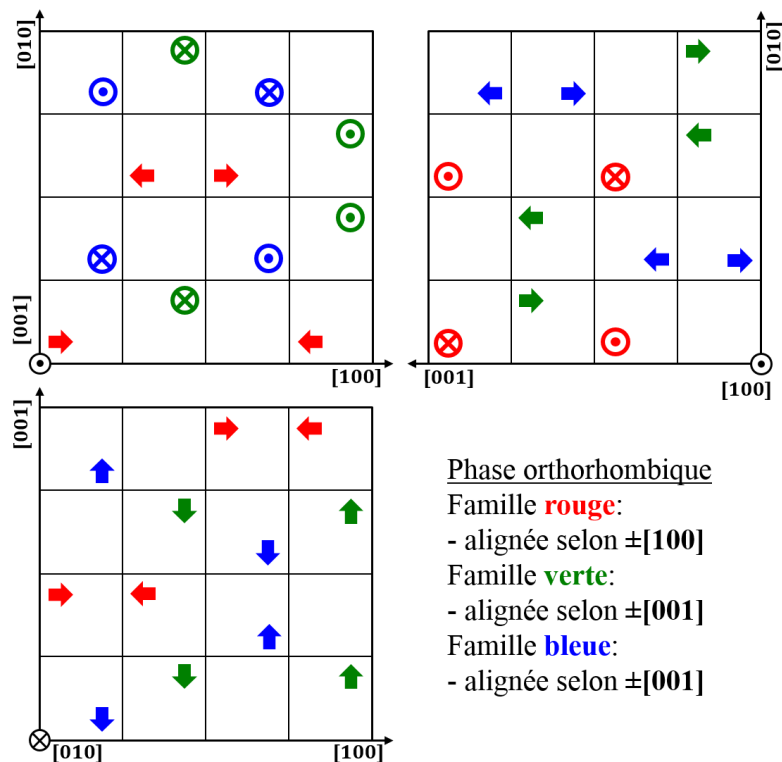 [010]
[001]
[100]
[010]
[001]
[100]
[001]
[010]
[100]
Phase orthorhombique
Famille rouge:
- alignée selon ±[100]
Famille verte:
- alignée selon ±[001]
Famille bleue:
- alignée selon ±[001]